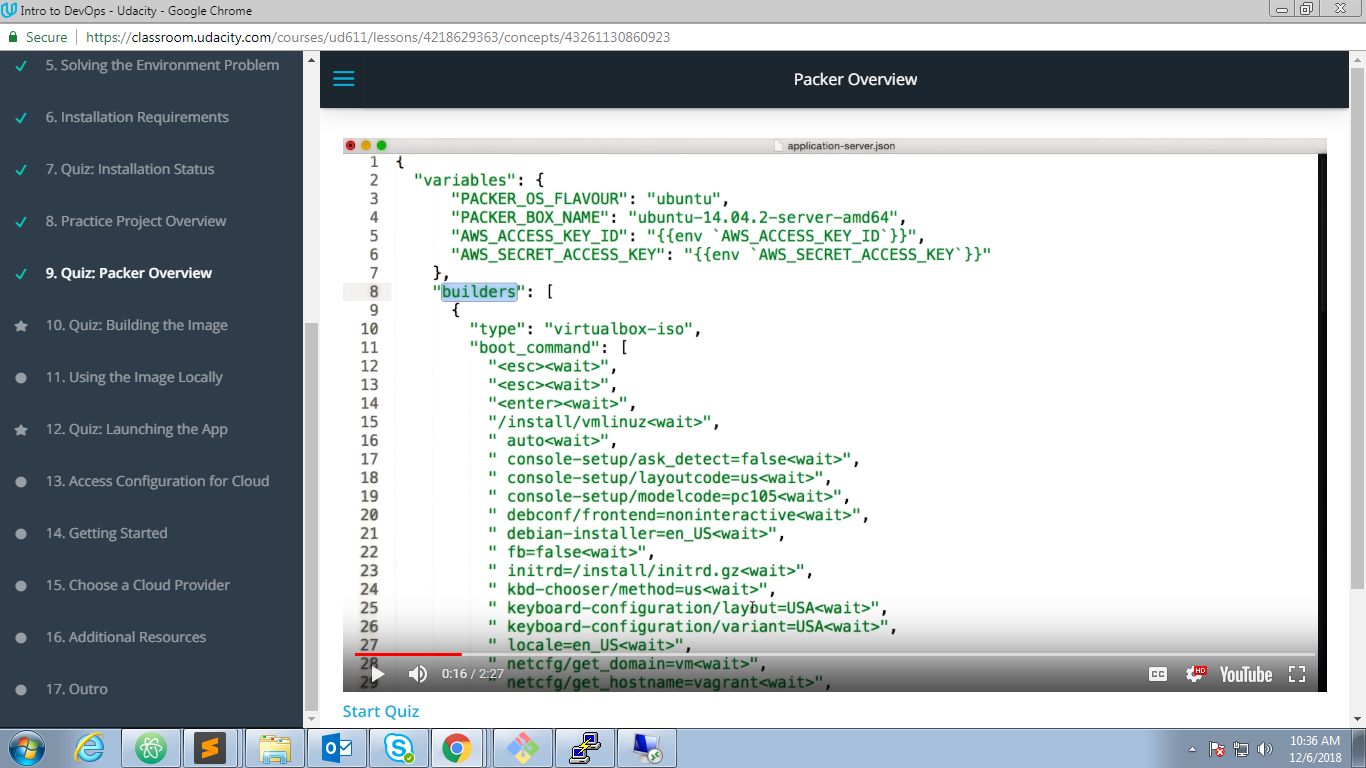 Intro to DevOps - Udacity - Google Chrome
Secure https://classroom.udacity.com/courses/ud611/lessons/4218629363/concepts/43261130860923
5. Solving the Environment Problem
6. Installation Requirements
7. Quiz: Installation Status
8. Practice Project Overview
9. Quiz: Packer Overview
10. Quiz: Building the Image
11. Using the Image Locally
12. Quiz: Launching the App
13. Access Configuration for Cloud
14. Getting Started
15. Choose a Cloud Provider
16. Additional Resources
17. Outro
Packer Overview
application-server.json
1 {
2 "variables": {
3 "PACKER_OS_FLAVOUR": "ubuntu",
4 "PACKER_BOX_NAME": "ubuntu-14.04.2-server-amd64",
5 "AWS_ACCESS_KEY_ID": "{{env `AWS_ACCESS_KEY_ID`}}",
6 "AWS_SECRET_ACCESS_KEY": "{{env `AWS_SECRET_ACCESS_KEY`}}"
7 },
8 "builders": [
9 {
10 "type": "virtualbox-iso",
11 "boot_command": [
12 "<esc><wait>",
13 "<esc><wait>",
14 "<enter><wait>",
15 "/install/vmlinuz<wait>",
16 " auto<wait>",
17 " console-setup/ask_detect=false<wait>",
18 " console-setup/layoutcode=us<wait>",
19 " console-setup/modelcode=pc105<wait>",
20 " debconf/frontend=noninteractive<wait>",
21 " debian-installer=en_US<wait>",
22 " fb=false<wait>",
23 " initrd=/install/initrd.gz<wait>",
24 " kbd-chooser/method=us<wait>",
25 " keyboard-configuration/layout=USA<wait>",
26 " keyboard-configuration/variant=USA<wait>",
27 " locale=en_US<wait>",
28 " netcfg/get_domain=vm<wait>",
29 " netcfg/get_hostname=vagrant<wait>",
0:16 / 2:27
CC
HD
YouTube
Start Quiz
10:36 AM
12/6/2018